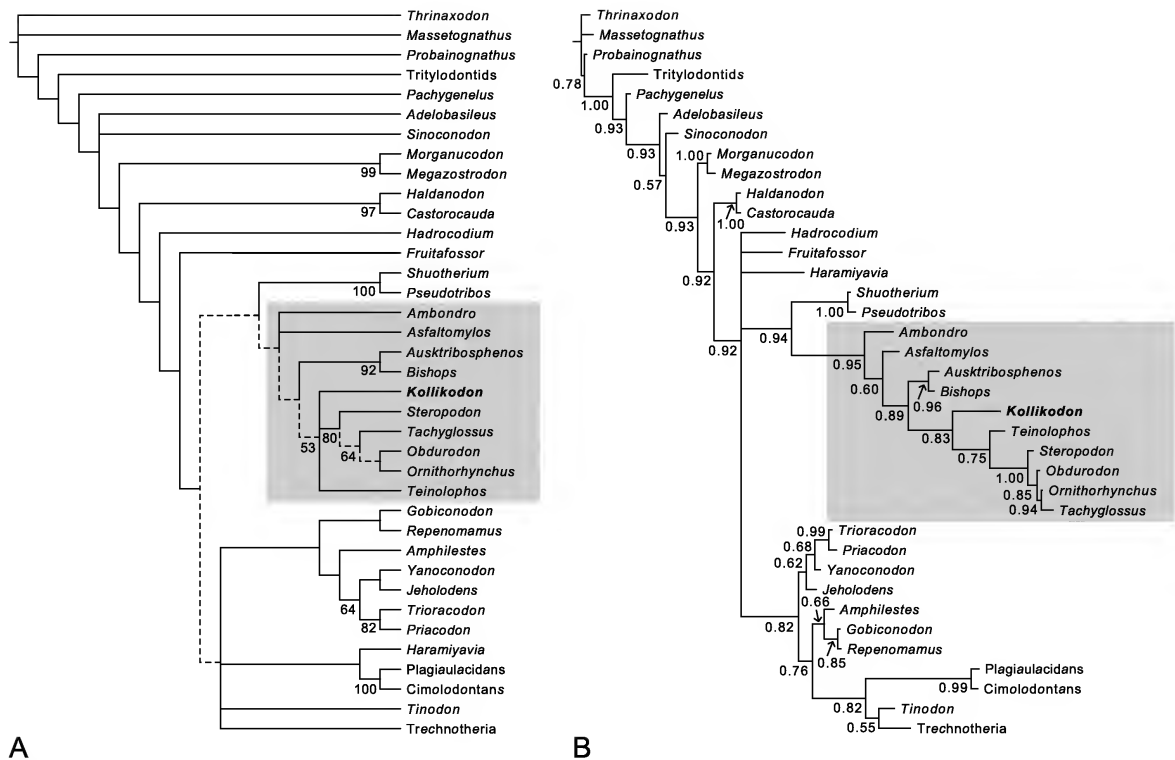 Thrinaxodon
Massetognathus
Probainognathus
Tritylodontids
Pachygenelus
Adelobasileus
Sinoconodon
Morganucodon
99
Megazostrodon
Haldanodon
97
Castorocauda
Hadrocodium
Fruitafossor
Shuotherium
100
Pseudotribos
Ambondro
Asfaltomylos
Ausktribosphenos
92
Bishops
Kollikodon
Steropodon
80
53
Tachyglossus
64
Obdurodon
Ornithorhynchus
Teinolophos
Gobiconodon
Repenomamus
Amphilestes
Yanoconodon
Jeholodens
64
Trioracodon
82
Priacodon
Haramiyavia
Plagiaulacidans
100
Cimolodontans
Tinodon
Trechnotheria
A
Thrinaxodon
Massetognathus
Probainognathus
0.78
Tritylodontids
1.00
Pachygenelus
0.93
Adelobasileus
0.93
Sinoconodon
0.57
1.00
Morganucodon
Megazostrodon
0.93
Haldanodon
Castorocauda
1.00
0.92
Hadrocodium
Fruitafossor
Haramiyavia
0.92
Shuotherium
1.00
Pseudotribos
0.94
Ambondro
0.95
Asfaltomylos
0.60
Ausktribosphenos
Bishops
0.96
0.89
Kollikodon
0.83
Teinolophos
0.75
Steropodon
1.00
Obdurodon
0.85
Ornithorhynchus
0.94
Tachyglossus
0.99
Trioracodon
0.68
Priacodon
0.62
Yanoconodon
Jeholodens
0.66
0.82
Amphilestes
Gobiconodon
Repenomamus
0.85
0.76
Plagiaulacidans
0.99
Cimolodontans
0.82
Tinodon
0.55
Trechnotheria
B